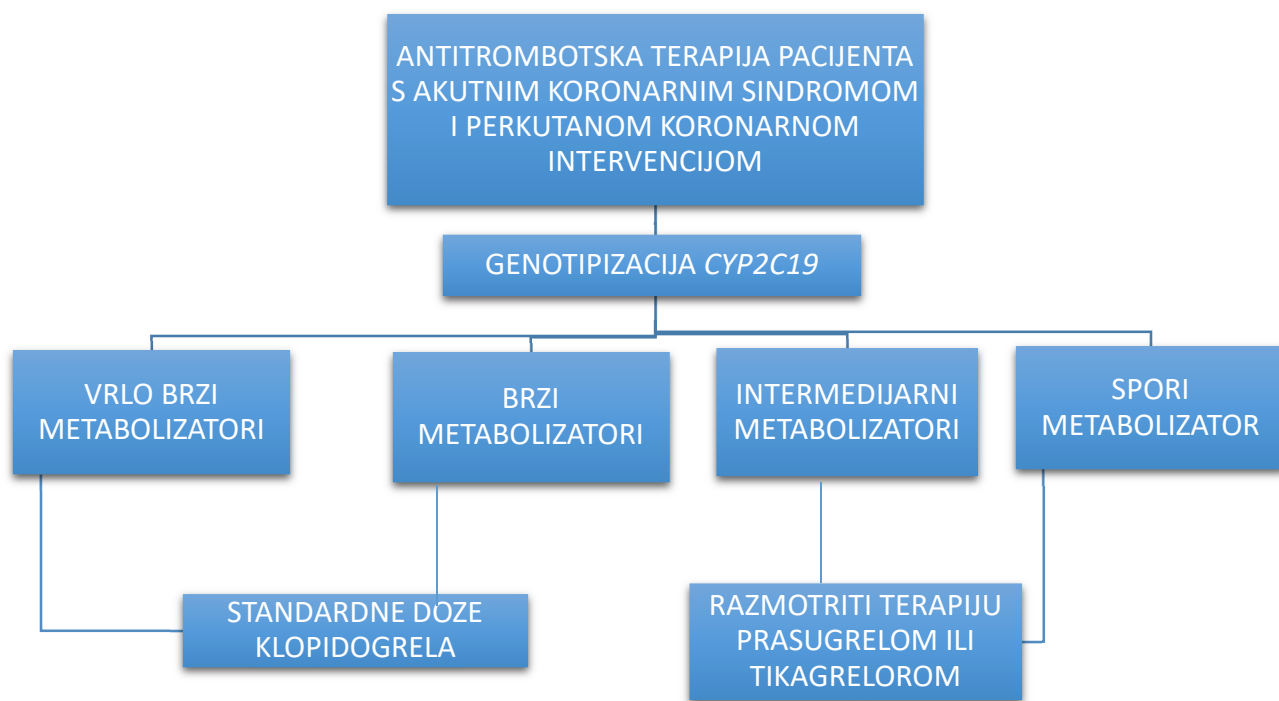 ANTITROMBOTSKA TERAPIJA PACIJENTA
S AKUTNIM KORONARNIM SINDROMOM
I PERKUTANOM KORONARNOM
INTERVENCIJOM
GENOTIPIZACIJA CYP2C19
VRLO BRZI
METABOLIZATORI
BRZI
METABOLIZATORI
INTERMEDIJARNI
METABOLIZATORI
SPORI
METABOLIZATOR
STANDARDNE DOZE
KLOPIDOGRELA
RAZMOTRITI TERAPIJU
PRASUGRELOM ILI
TIKAGRELOROM